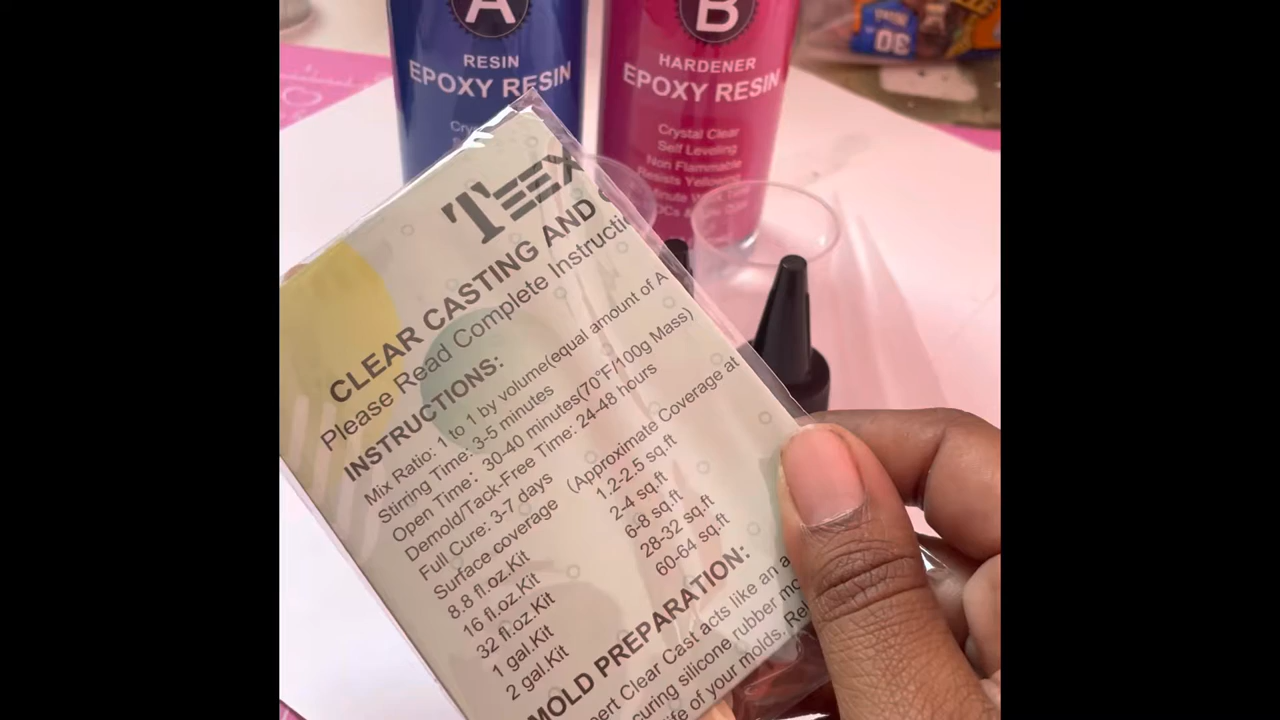 A
RESIN
EPOXY RESIN
B
HARDENER
EPOXY RESIN
Crystal Clear
Self Leveling
Non Flammable
Resists
30
CLEAR CASTING AND
Please Read Complete
INSTRUCTIONS:
Mix Ratio: 1 to 1 by volume(equal amount of A
Stirring Time: 3-5 minutes
Open Time: 30-40 minutes(70°F/100g Mass)
Demold/Tack-Free Time: 24-48 hours
Full Cure: 3-7 days
Surface coverage (Approximate Coverage at
8.8 fl.oz.Kit 1.2-2.5 sq.ft
16 fl.oz.Kit 2-4 sq.ft
32 fl.oz.Kit 6-8 sq.ft
1 gal.Kit 28-32 sq.ft
2 gal.Kit 60-64 sq.ft
MOLD PREPARATION:
Clear Cast acts like an
curing silicone rubber
life of your molds.